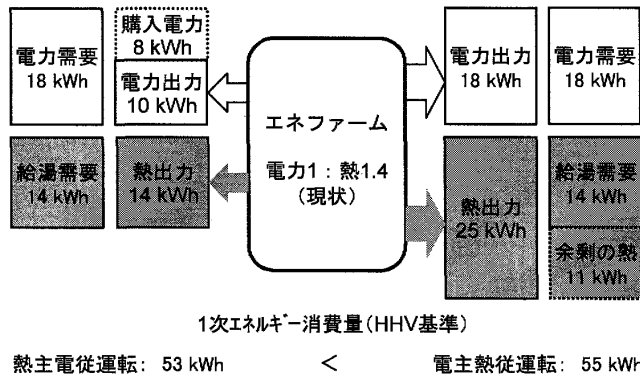 電力需要
18 kWh
購入電力
8 kWh
電力出力
10 kWh
給湯需要
14 kWh
熱出力
14 kWh
エネファーム
電力1：熱1.4
（現状）
電力出力
18 kWh
電力需要
18 kWh
熱出力
25 kWh
給湯需要
14 kWh
余剰の熱
11 kWh
1次エネルギー消費量(HHV基準)
熱主電従運転： 53 kWh ＜ 電主熱従運転： 55 kWh